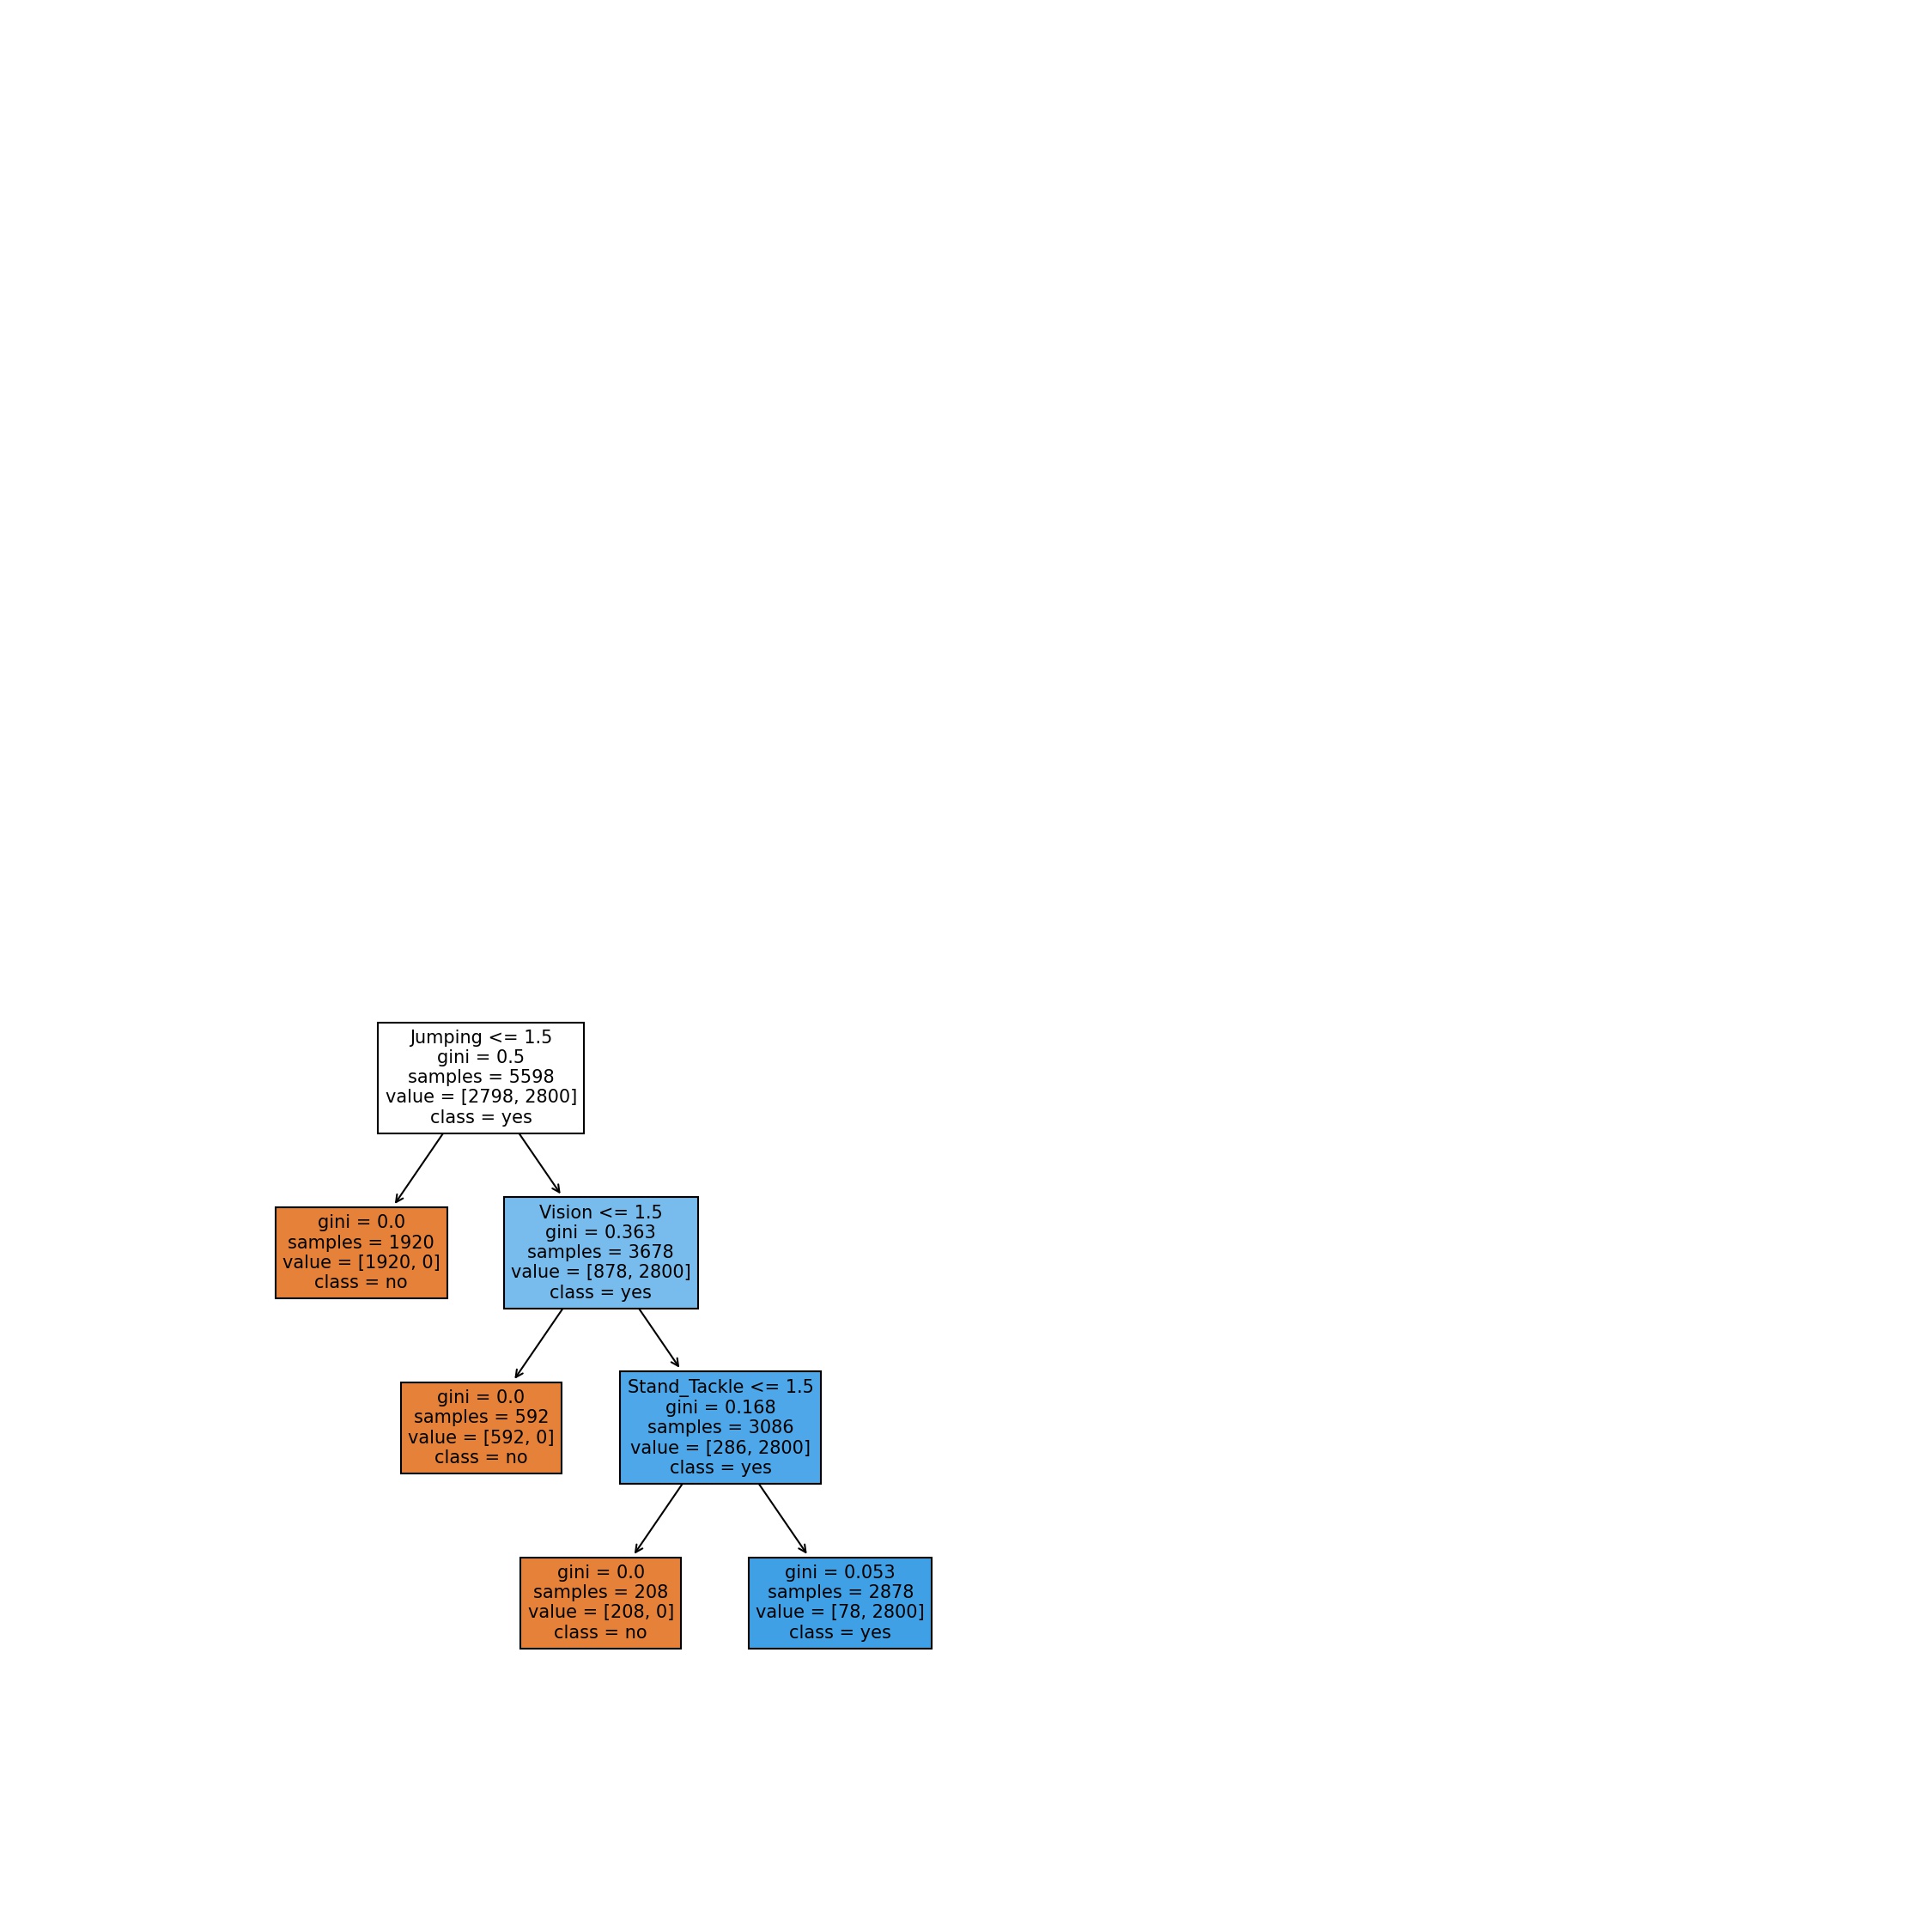 Jumping <= 1.5
gini = 0.5
samples = 5598
value = [2798, 2800]
class = yes
gini = 0.0
samples = 1920
value = [1920, 0]
class = no
Vision <= 1.5
gini = 0.363
samples = 3678
value = [878, 2800]
class = yes
gini = 0.0
samples = 592
value = [592, 0]
class = no
Stand_Tackle <= 1.5
gini = 0.168
samples = 3086
value = [286, 2800]
class = yes
gini = 0.0
samples = 208
value = [208, 0]
class = no
gini = 0.053
samples = 2878
value = [78, 2800]
class = yes